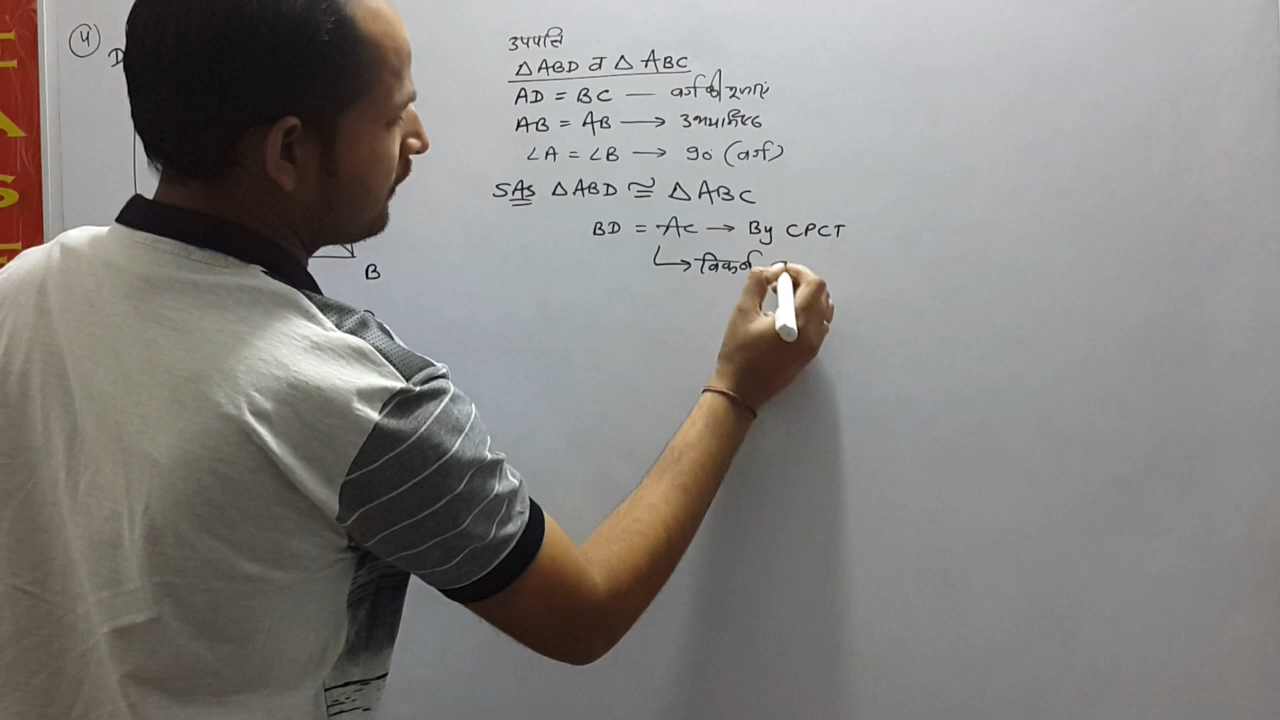 ४
D
B
उपपत्ति
△ABD व △ABC
AD = BC — वर्ग की भुजाएं
AB = AB → उभयनिष्ठ
∠A = ∠B → 90° (वर्ग)
SAS △ABD ≅ △ABC
BD = AC → By CPCT
↳ विकर्ण